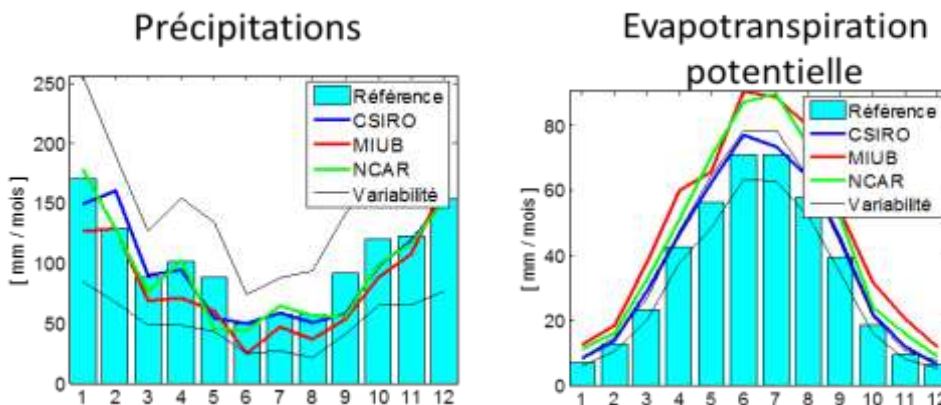 Précipitations
250
200
150
100
50
0
[ mm / mois ]
1 2 3 4 5 6 7 8 9 10 11 12
Référence
CSIRO
MIUB
NCAR
Variabilité
Evapotranspiration
potentielle
80
60
40
20
0
[ mm / mois ]
1 2 3 4 5 6 7 8 9 10 11 12
Référence
CSIRO
MIUB
NCAR
Variabilité